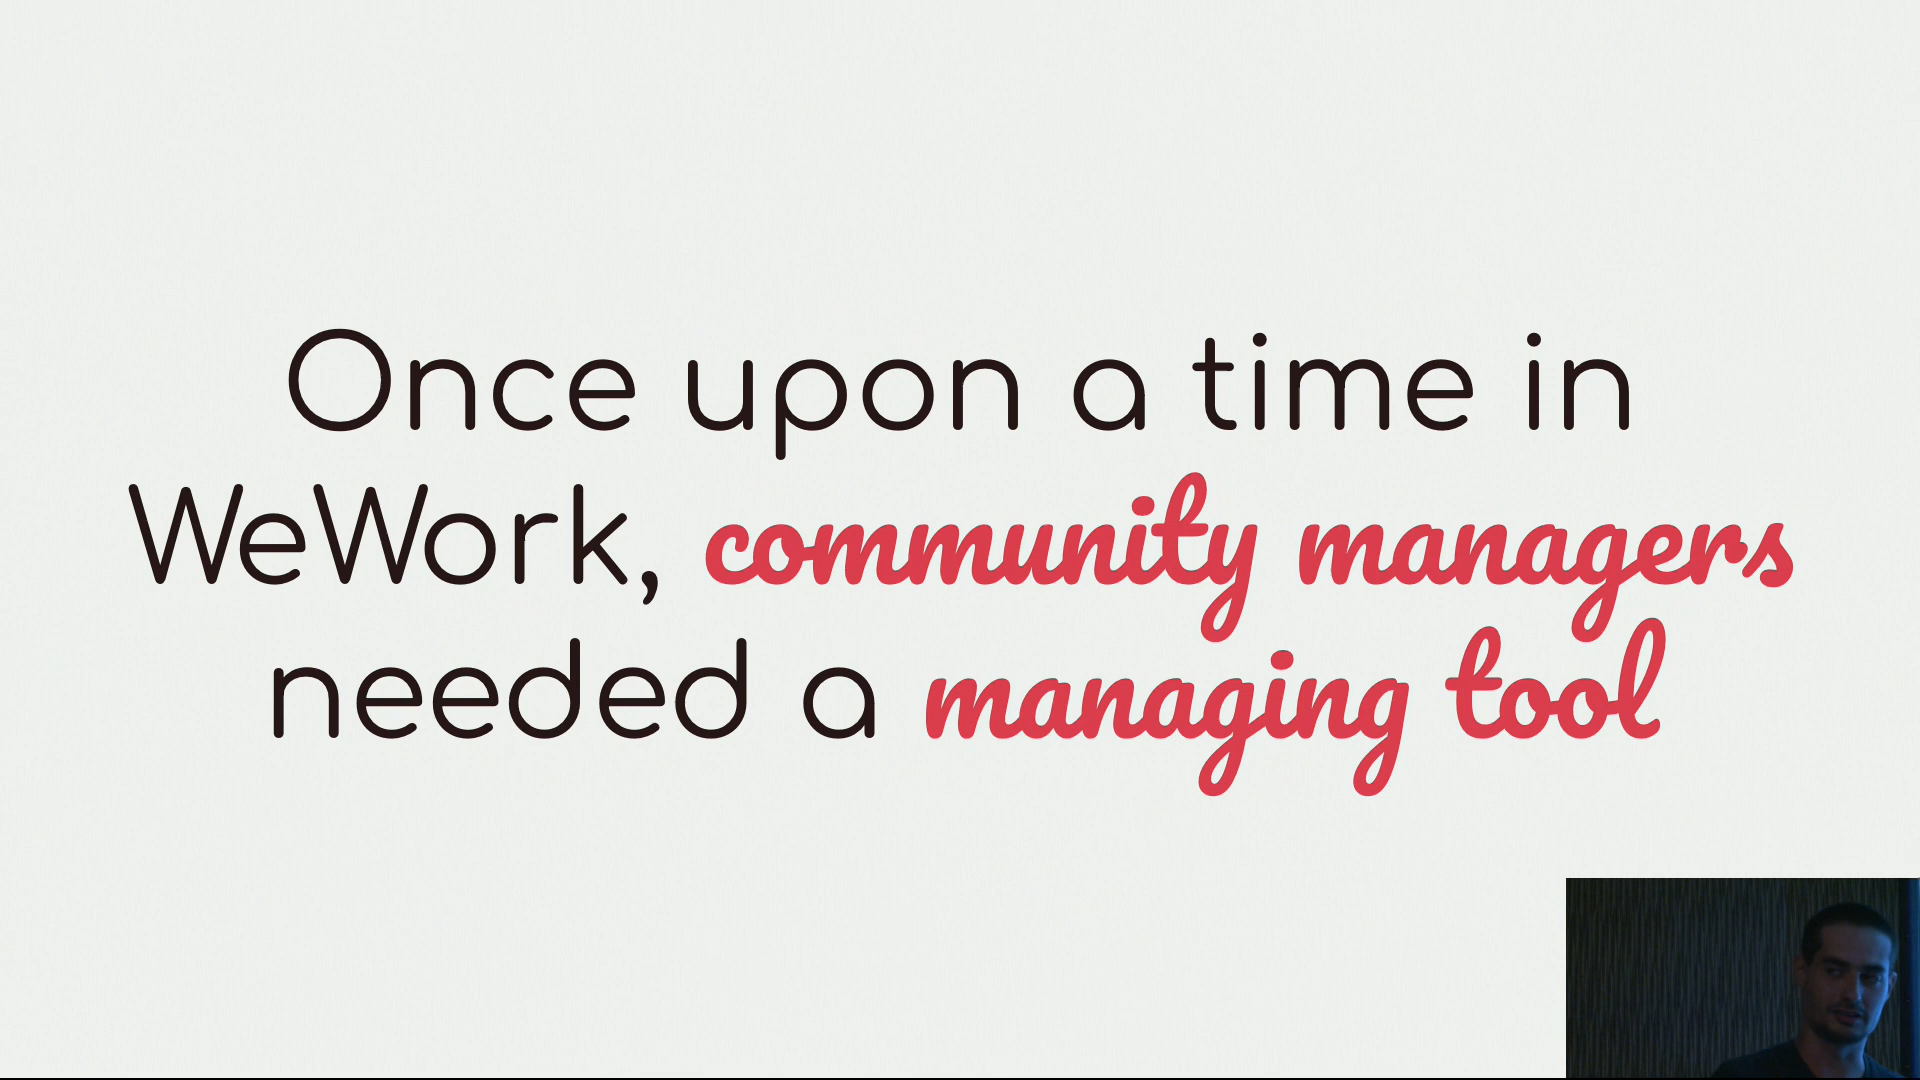 Once upon a time in
WeWork, community managers
needed a managing tool